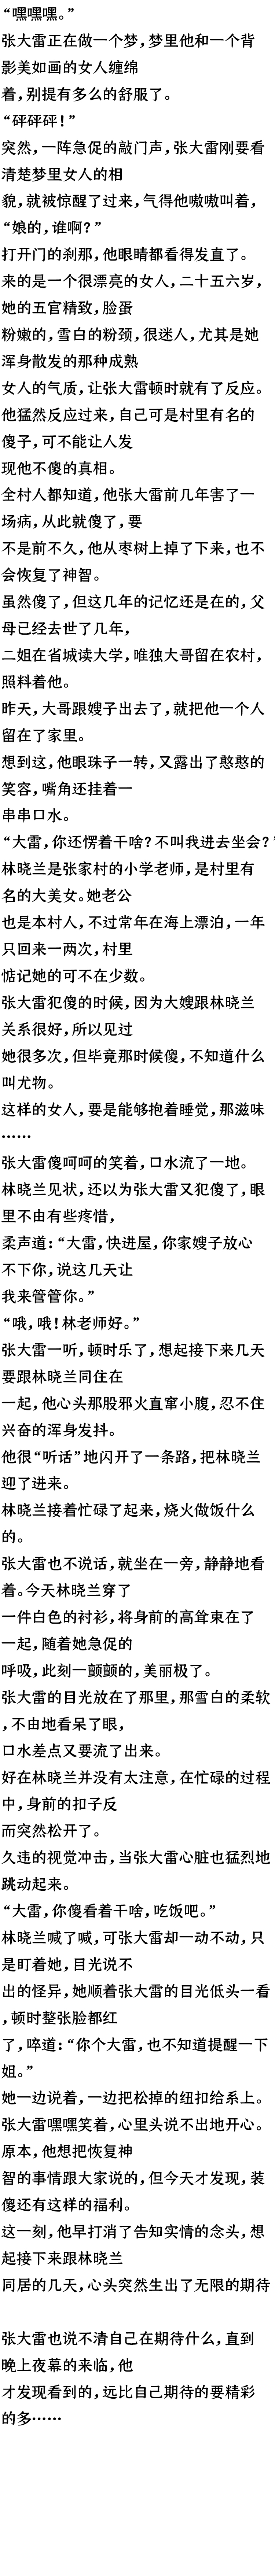 “嘿嘿嘿。”
张大雷正在做一个梦，梦里他和一个背
影美如画的女人缠绵
着，别提有多么的舒服了。
“砰砰砰！”
突然，一阵急促的敲门声，张大雷刚要看
清楚梦里女人的相
貌，就被惊醒了过来，气得他嗷嗷叫着，
“娘的，谁啊？”
打开门的刹那，他眼睛都看得发直了。
来的是一个很漂亮的女人，二十五六岁，
她的五官精致，脸蛋
粉嫩的，雪白的粉颈，很迷人，尤其是她
浑身散发的那种成熟
女人的气质，让张大雷顿时就有了反应。
他猛然反应过来，自己可是村里有名的
傻子，可不能让人发
现他不傻的真相。
全村人都知道，他张大雷前几年害了一
场病，从此就傻了，要
不是前不久，他从枣树上掉了下来，也不
会恢复了神智。
虽然傻了，但这几年的记忆还是在的，父
母已经去世了几年，
二姐在省城读大学，唯独大哥留在农村，
照料着他。
昨天，大哥跟嫂子出去了，就把他一个人
留在了家里。
想到这，他眼珠子一转，又露出了憨憨的
笑容，嘴角还挂着一
串串口水。
“大雷，你还愣着干啥？不叫我进去坐会？”
林晓兰是张家村的小学老师，是村里有
名的大美女。她老公
也是本村人，不过常年在海上漂泊，一年
只回来一两次，村里
惦记她的可不在少数。
张大雷犯傻的时候，因为大嫂跟林晓兰
关系很好，所以见过
她很多次，但毕竟那时候傻，不知道什么
叫尤物。
这样的女人，要是能够抱着睡觉，那滋味
……
张大雷傻呵呵的笑着，口水流了一地。
林晓兰见状，还以为张大雷又犯傻了，眼
里不由有些疼惜，
柔声道：“大雷，快进屋，你家嫂子放心
不下你，说这几天让
我来管管你。”
“哦，哦！林老师好。”
张大雷一听，顿时乐了，想起接下来几天
要跟林晓兰同住在
一起，他心头那股邪火直窜小腹，忍不住
兴奋的浑身发抖。
他很“听话”地闪开了一条路，把林晓兰
迎了进来。
林晓兰接着忙碌了起来，烧火做饭什么
的。
张大雷也不说话，就坐在一旁，静静地看
着。今天林晓兰穿了
一件白色的衬衫，将身前的高耸束在了
一起，随着她急促的
呼吸，此刻一颤颤的，美丽极了。
张大雷的目光放在了那里，那雪白的柔软
，不由地看呆了眼，
口水差点又要流了出来。
好在林晓兰并没有太注意，在忙碌的过程
中，身前的扣子反
而突然松开了。
久违的视觉冲击，当张大雷心脏也猛烈地
跳动起来。
“大雷，你傻看着干啥，吃饭吧。”
林晓兰喊了喊，可张大雷却一动不动，只
是盯着她，目光说不
出的怪异，她顺着张大雷的目光低头一看
，顿时整张脸都红
了，啐道：“你个大雷，也不知道提醒一下
姐。”
她一边说着，一边把松掉的纽扣给系上。
张大雷嘿嘿笑着，心里头说不出地开心。
原本，他想把恢复神
智的事情跟大家说的，但今天才发现，装
傻还有这样的福利。
这一刻，他早打消了告知实情的念头，想
起接下来跟林晓兰
同居的几天，心头突然生出了无限的期待
张大雷也说不清自己在期待什么，直到
晚上夜幕的来临，他
才发现看到的，远比自己期待的要精彩
的多……